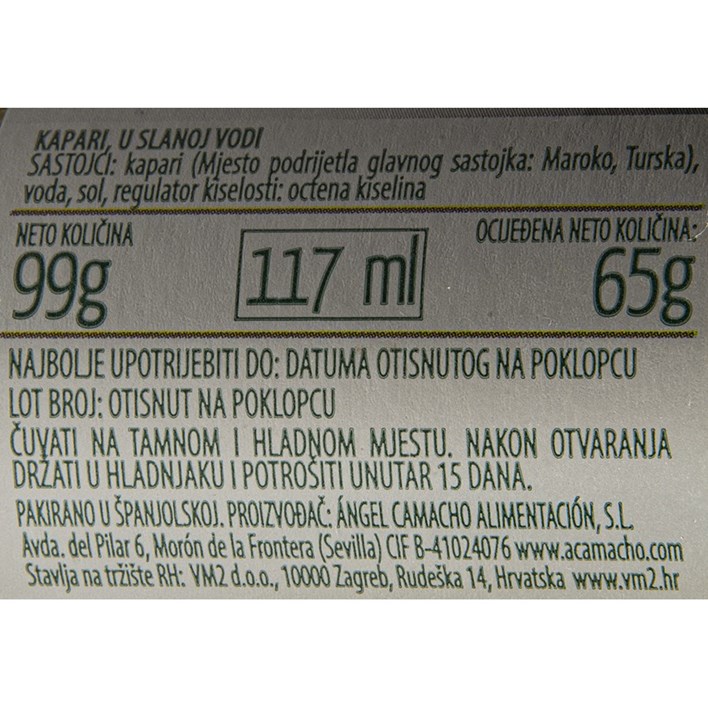 KAPARI, U SLANOJ VODI
SASTOJCI: kapari (Mjesto podrijetla glavnog sastojka: Maroko, Turska),
voda, sol, regulator kiselosti: octena kiselina
NETO KOLIČINA
99g
117 ml
OCIJEĐENA NETO KOLIČINA:
65g
NAJBOLJE UPOTRIJEBITI DO: DATUMA OTISNUTOG NA POKLOPCU
LOT BROJ: OTISNUT NA POKLOPCU
ČUVATI NA TAMNOM I HLADNOM MJESTU. NAKON OTVARANJA
DRŽATI U HLADNJAKU I POTROŠITI UNUTAR 15 DANA.
PAKIRANO U ŠPANJOLSKOJ. PROIZVOĐAČ: ÁNGEL CAMACHO ALIMENTACIÓN, S.L.
Avda. del Pilar 6, Morón de la Frontera (Sevilla) CIF B-41024076 www.acamacho.com
Stavlja na tržište RH: VM2 d.o.o., 10000 Zagreb, Rudeška 14, Hrvatska www.vm2.hr